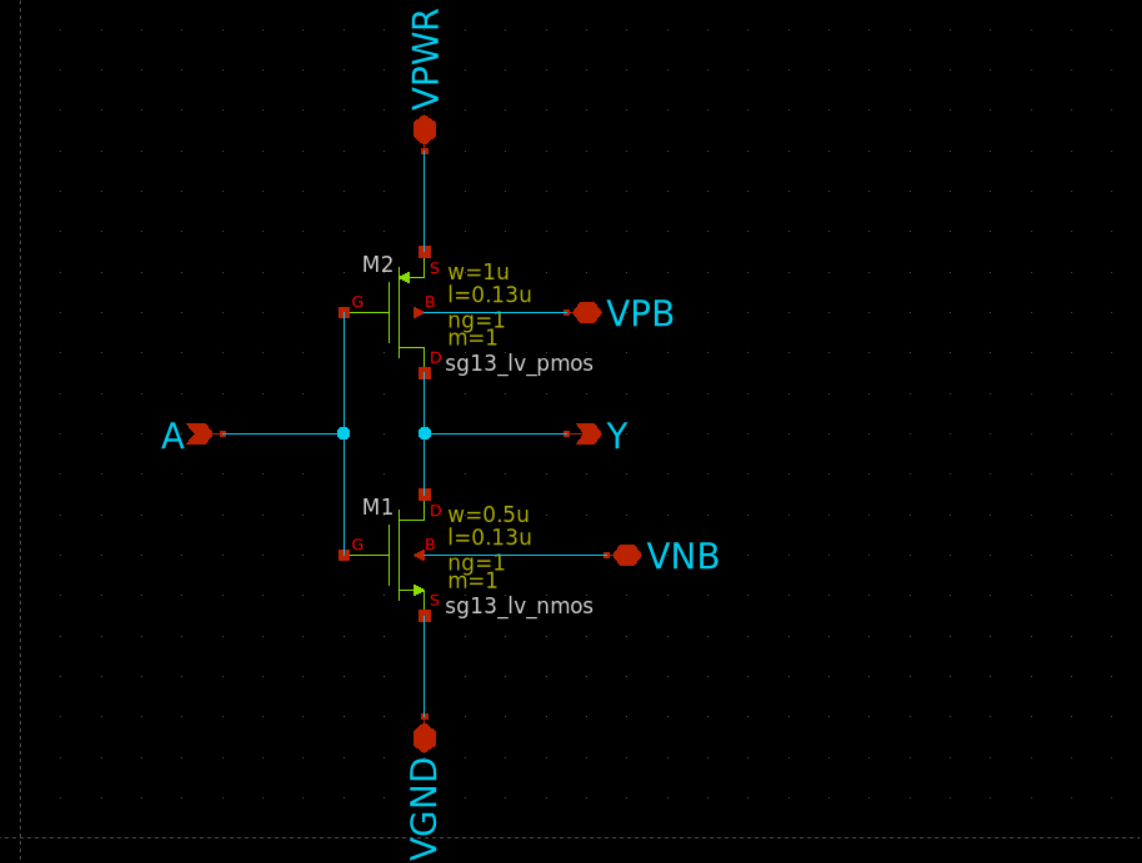 VPWR
M2
S
w=1u
l=0.13u
G
B
ng=1
VPB
m=1
D
sg13_lv_pmos
A
Y
M1
D
w=0.5u
l=0.13u
G
B
ng=1
VNB
m=1
S
sg13_lv_nmos
VGND